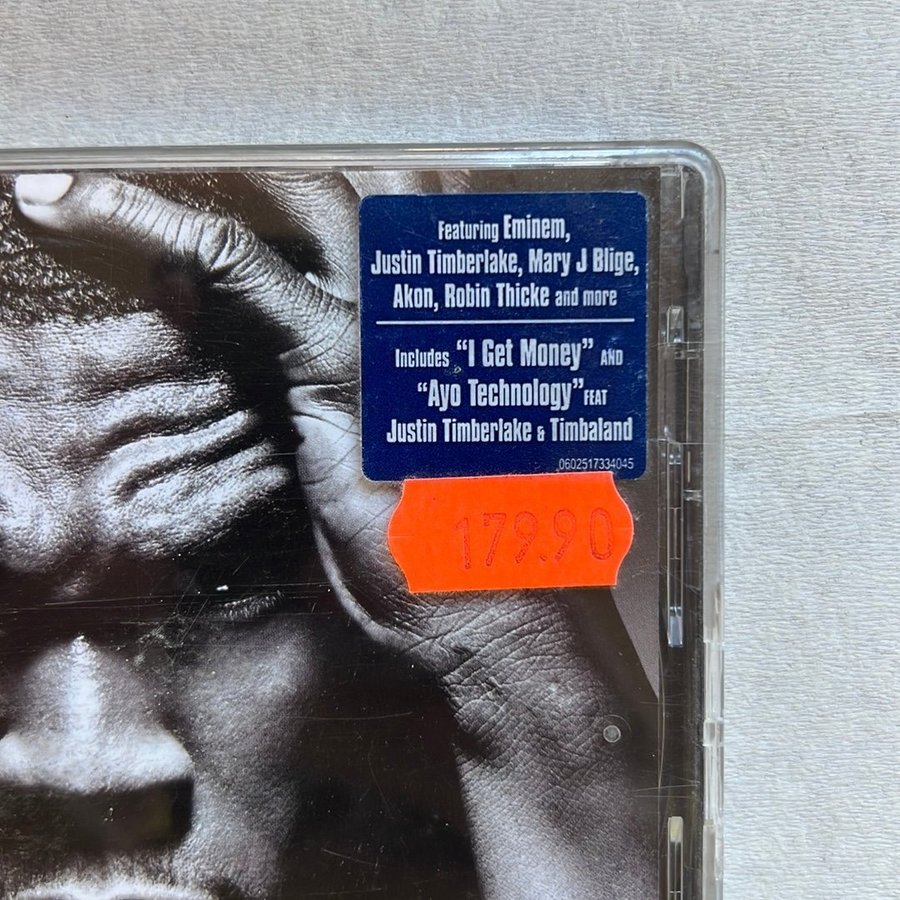 Featuring Eminem,
Justin Timberlake, Mary J Blige,
Akon, Robin Thicke and more
Includes “I Get Money” AND
“Ayo Technology” FEAT
Justin Timberlake & Timbaland
0602517334045
179.90